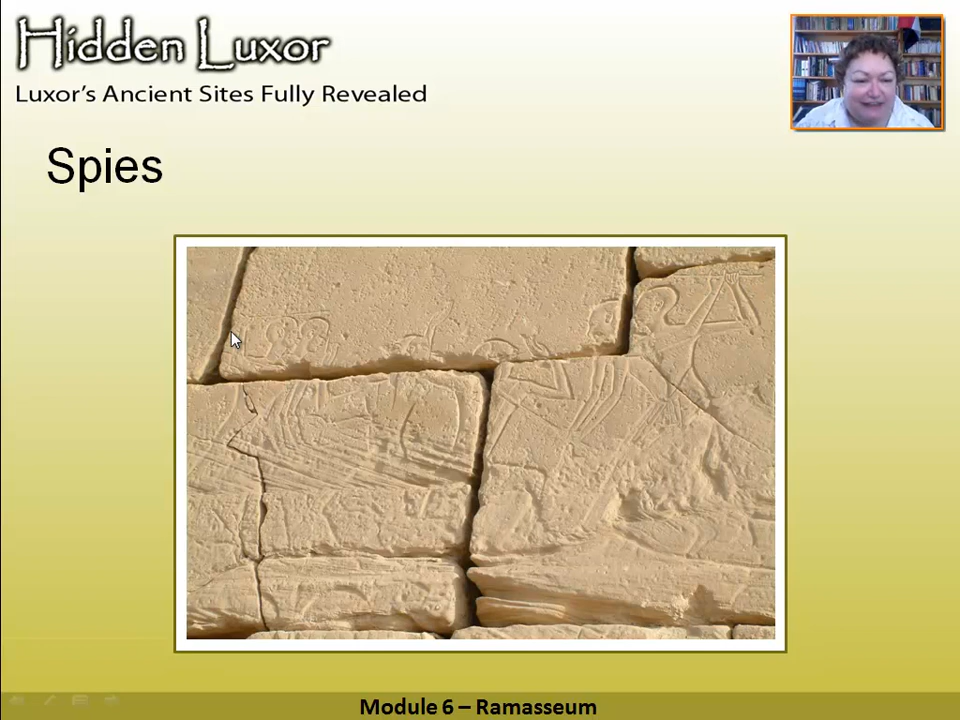 Hidden Luxor
Luxor's Ancient Sites Fully Revealed
Spies
Module 6 – Ramasseum